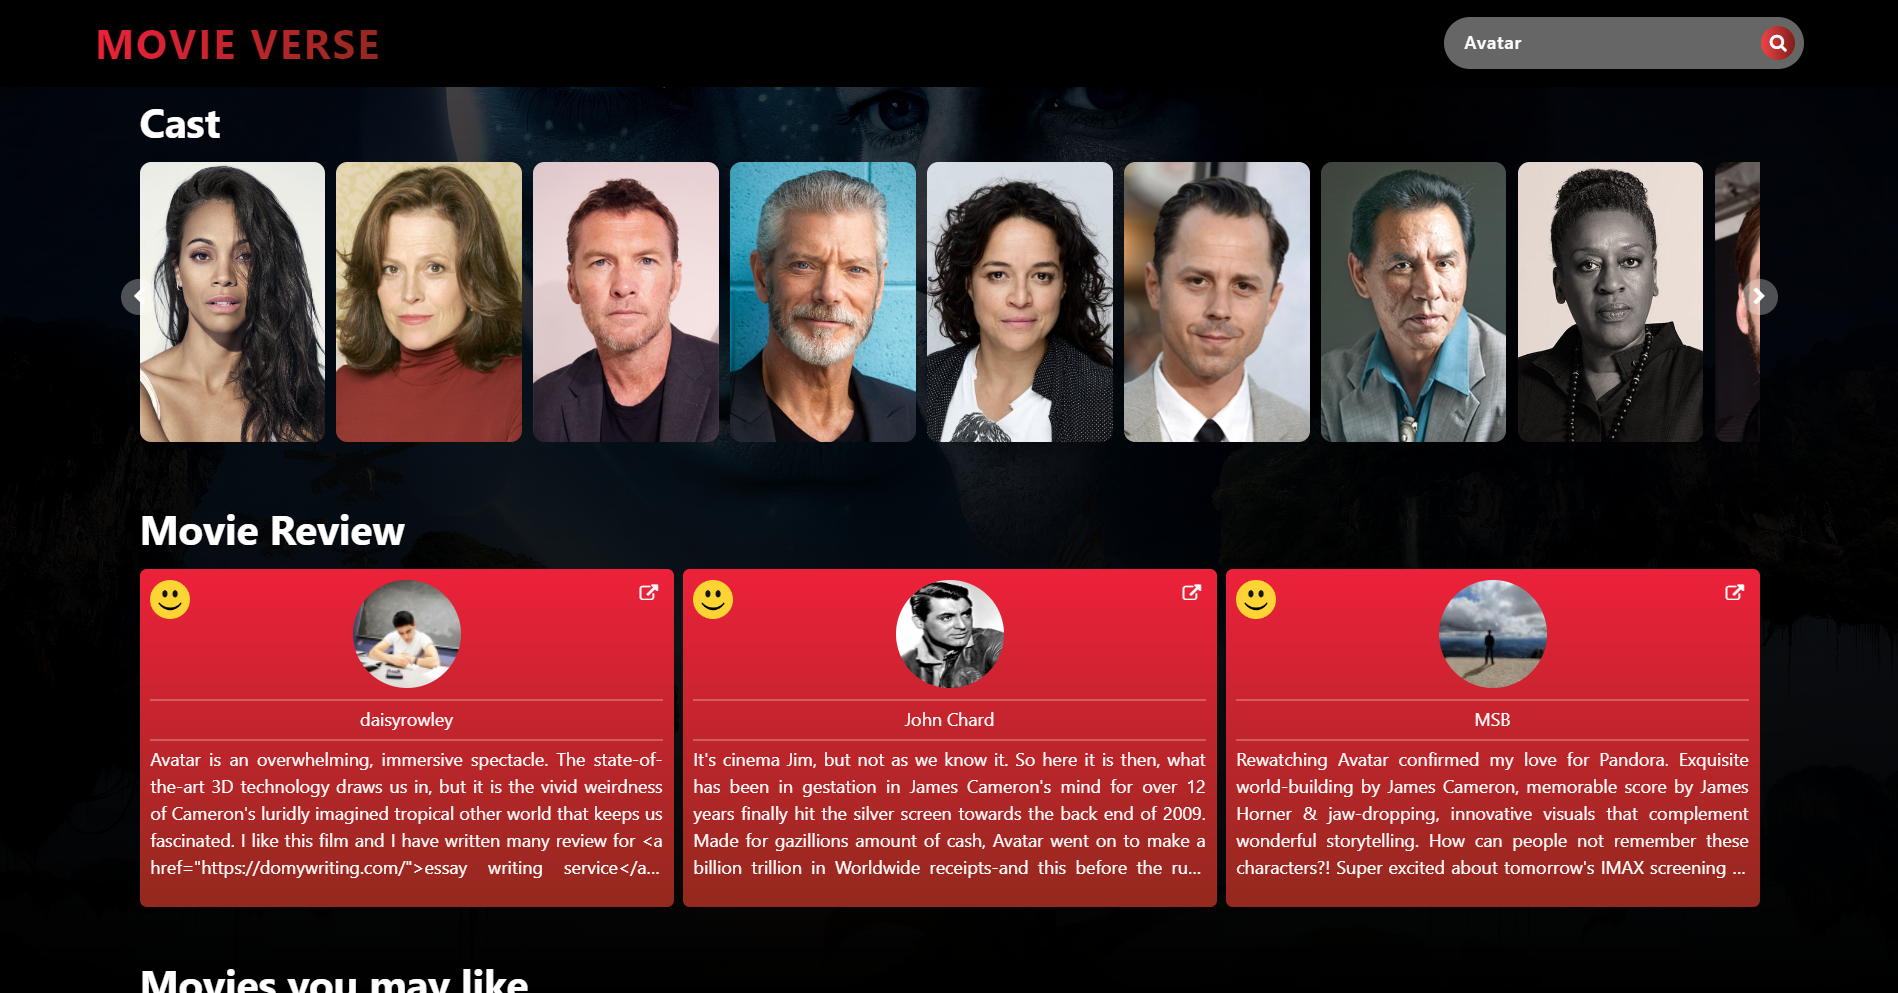 MOVIE VERSE
Avatar
Cast
Movie Review
daisyrowley
Avatar is an overwhelming, immersive spectacle. The state-of-
the-art 3D technology draws us in, but it is the vivid weirdness
of Cameron's luridly imagined tropical other world that keeps us
fascinated. I like this film and I have written many review for <a
href="https://domywriting.com/">essay writing service</a...
John Chard
It's cinema Jim, but not as we know it. So here it is then, what
has been in gestation in James Cameron's mind for over 12
years finally hit the silver screen towards the back end of 2009.
Made for gazillions amount of cash, Avatar went on to make a
billion trillion in Worldwide receipts-and this before the ru...
MSB
Rewatching Avatar confirmed my love for Pandora. Exquisite
world-building by James Cameron, memorable score by James
Horner & jaw-dropping, innovative visuals that complement
wonderful storytelling. How can people not remember these
characters?! Super excited about tomorrow's IMAX screening ...
Movies you may like